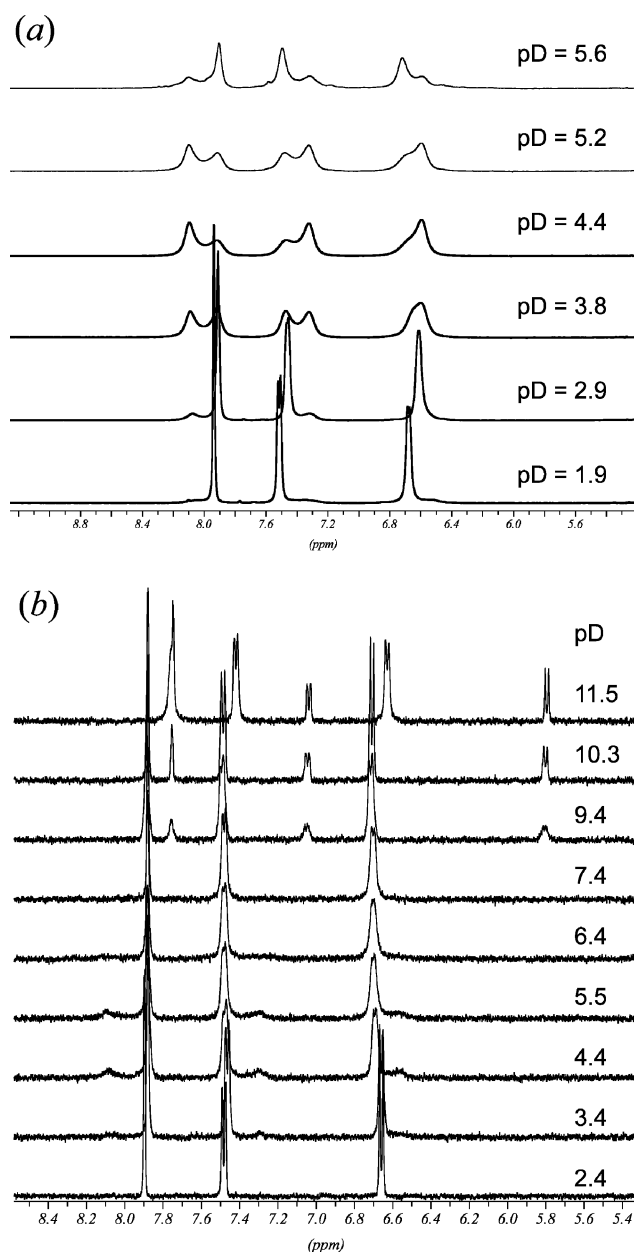 (a)
pD = 5.6
pD = 5.2
pD = 4.4
pD = 3.8
pD = 2.9
pD = 1.9
8.8 8.0 7.6 7.2 6.8 6.4 6.0 5.6
(ppm)
(b)
pD
11.5
10.3
9.4
7.4
6.4
5.5
4.4
3.4
2.4
8.4 8.2 8.0 7.8 7.6 7.4 7.2 7.0 6.8 6.6 6.4 6.2 6.0 5.8 5.6 5.4
(ppm)